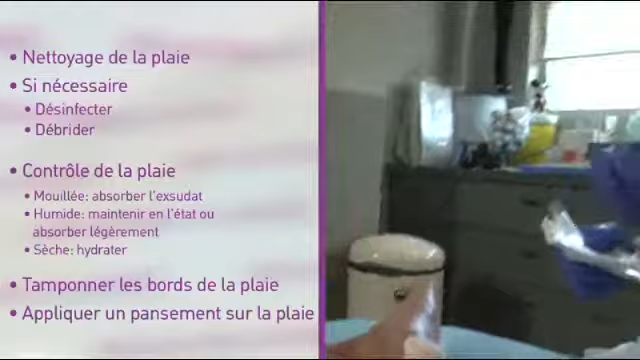 • Nettoyage de la plaie
• Si nécessaire
• Désinfecter
• Débrider
• Contrôle de la plaie
• Mouillée: absorber l'exsudat
• Humide: maintenir en l'état ou
absorber légèrement
• Sèche: hydrater
• Tamponner les bords de la plaie
• Appliquer un pansement sur la plaie